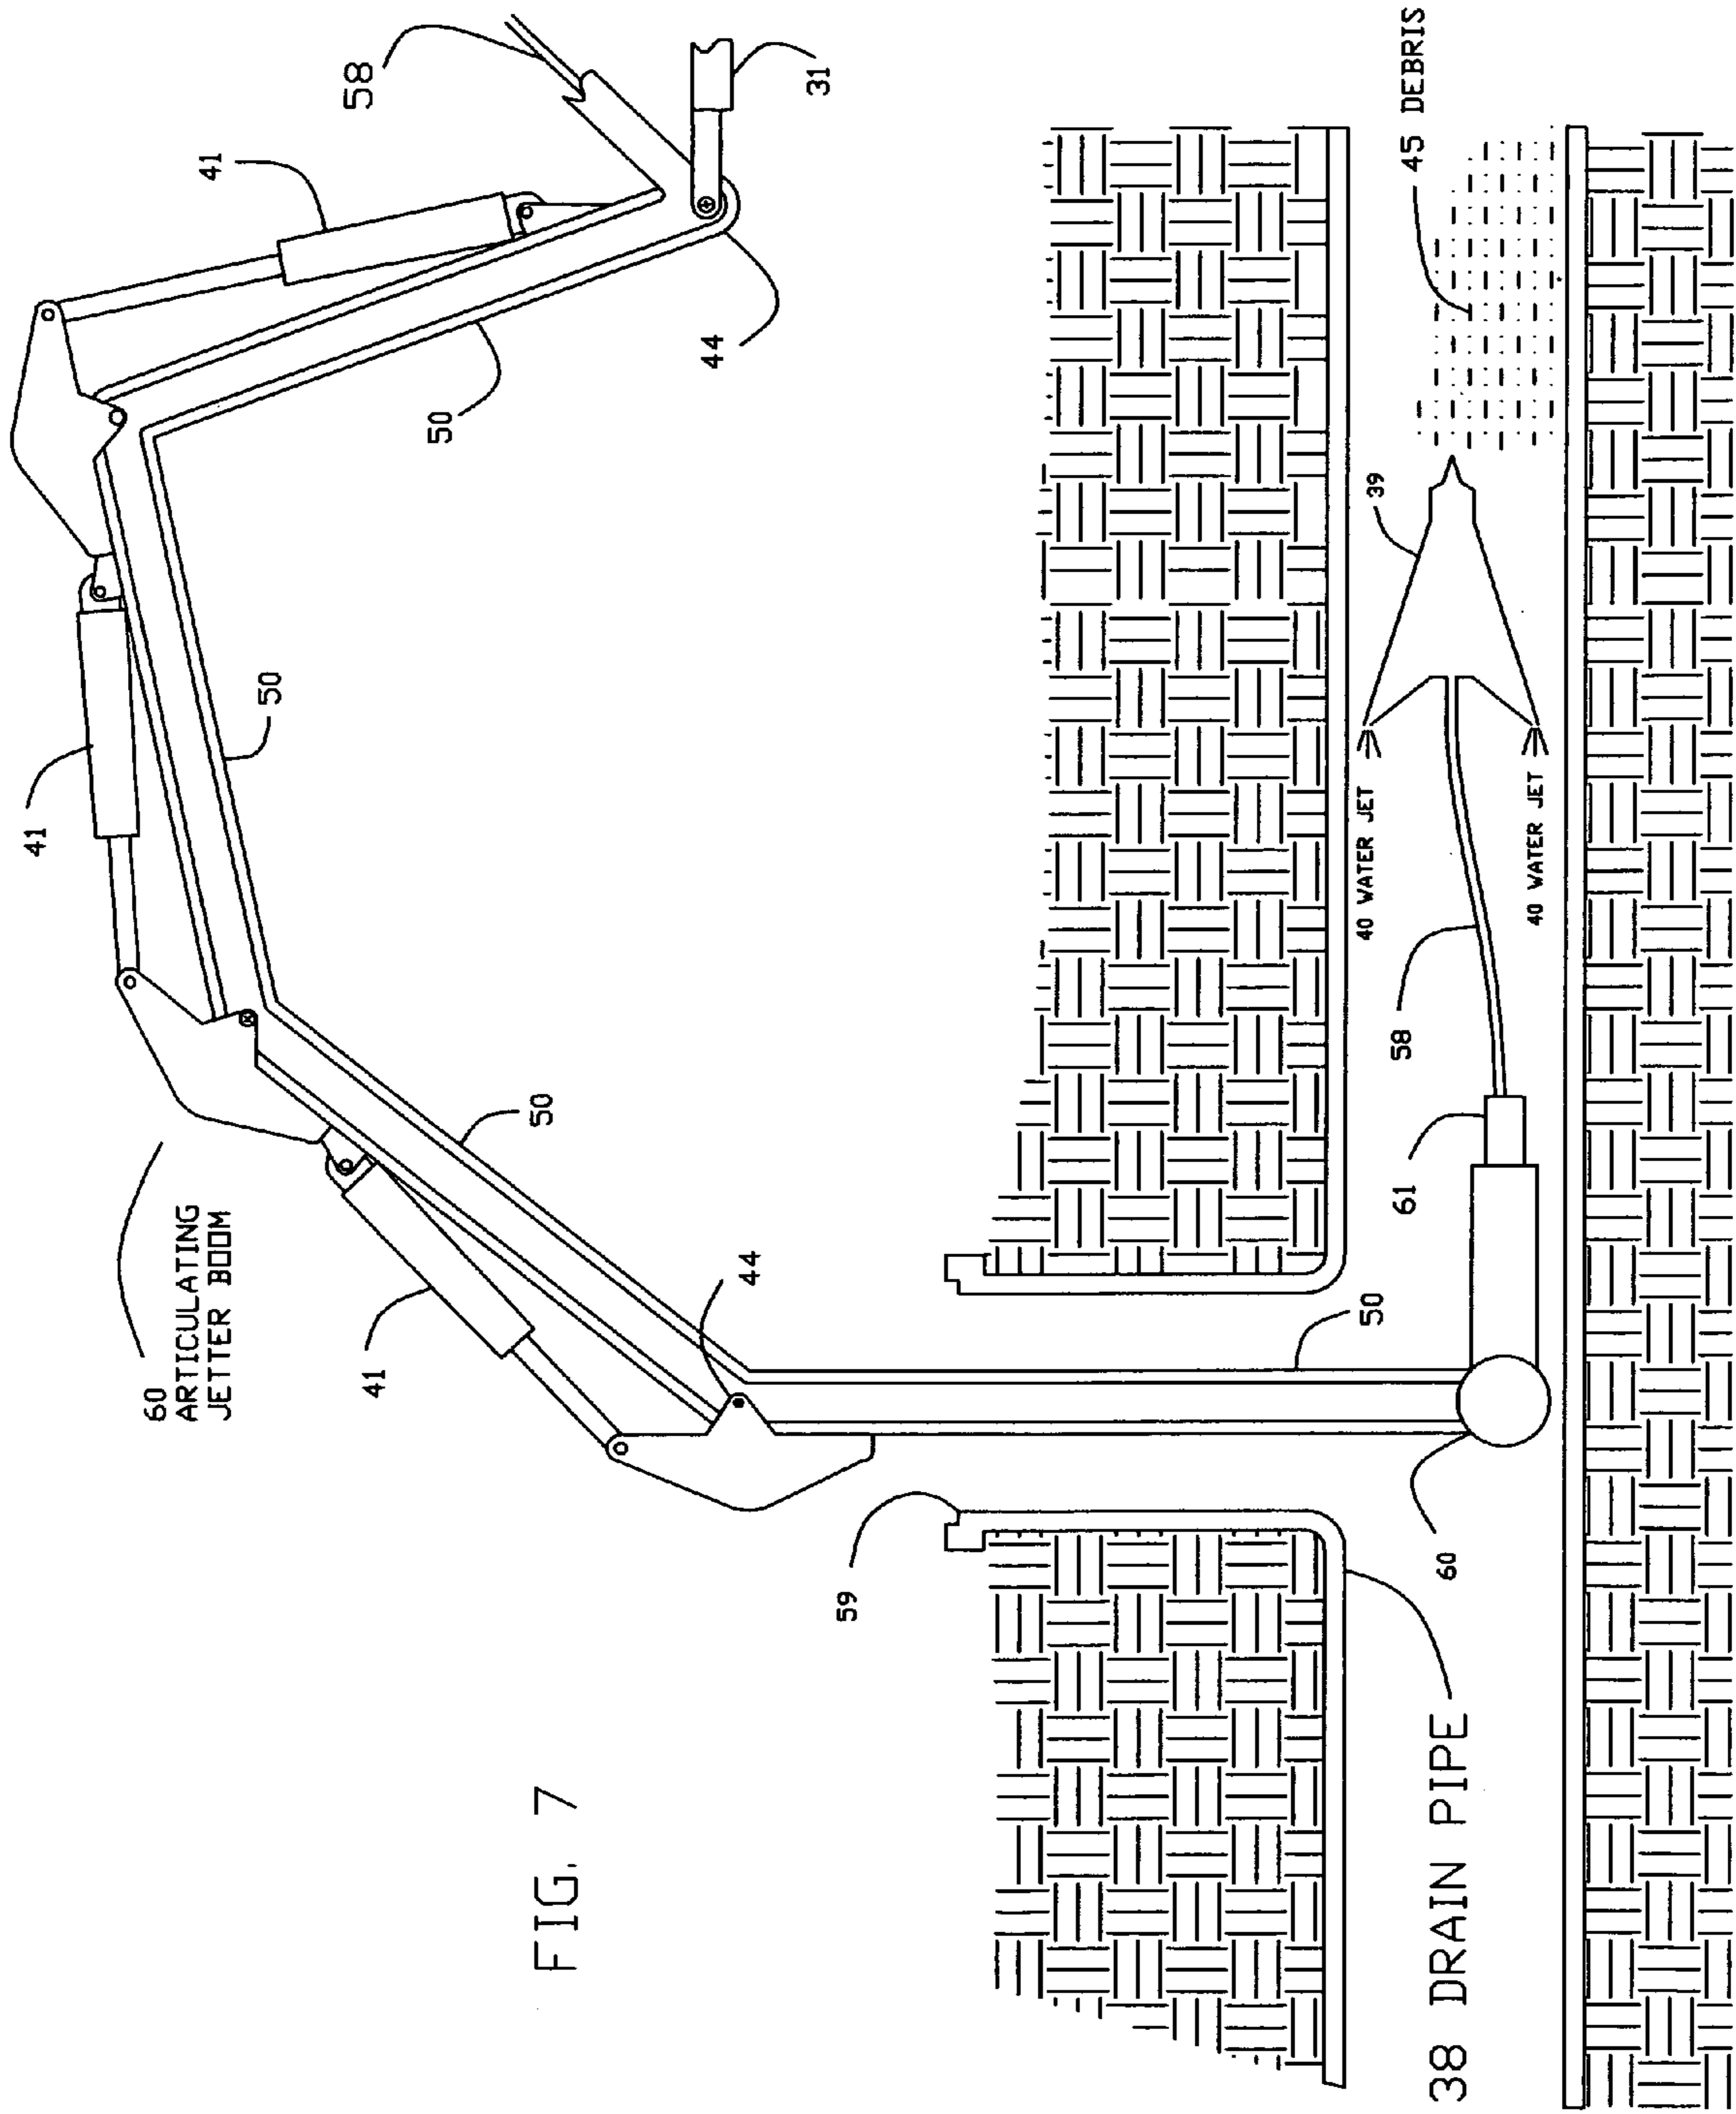 58
41
31
41
50
44
60
ARTICULATING
JETTER BOOM
50
50
41
44
FIG. 7
59
50
45 DEBRIS
39
40 WATER JET
40 WATER JET
58
61
60
38 DRAIN PIPE